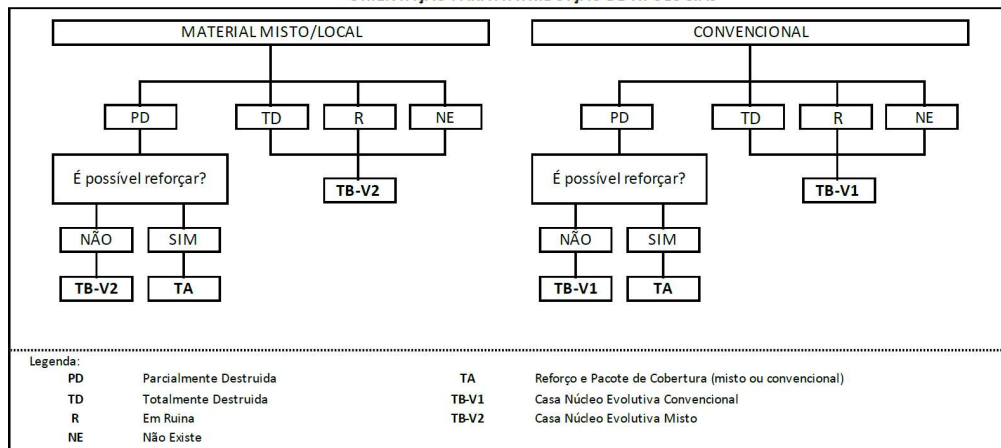 MATERIAL MISTO/LOCAL
CONVENCIONAL
PD
TD
R
NE
PD
TD
R
NE
É possível reforçar?
TB-V2
É possível reforçar?
TB-V1
NÃO
SIM
NÃO
SIM
TB-V2
TA
TB-V1
TA
Legenda:
PD Parcialmente Destruida
TA Reforço e Pacote de Cobertura (misto ou convencional)
TD Totalmente Destruida
TB-V1 Casa Núcleo Evolutiva Convencional
R Em Ruina
TB-V2 Casa Núcleo Evolutiva Misto
NE Não Existe